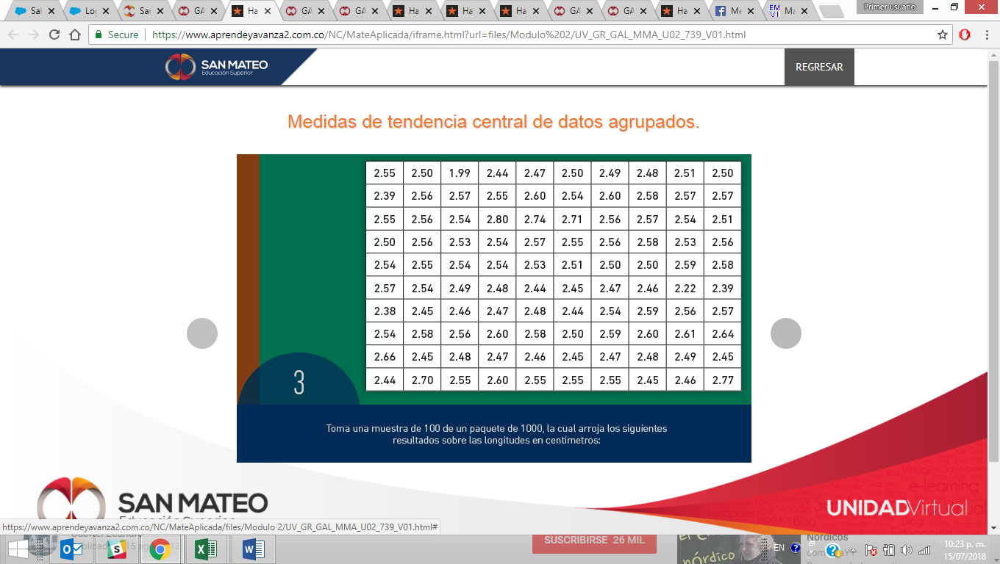 Sal
Log
Sar
GA
Ha
GA
GA
Ha
Ha
Ha
GA
GA
Ha
Me
Ma
Primer usuario
Secure
https://www.aprendeyavanza2.com.co/NC/MateAplicada/iframe.html?url=files/Modulo%202/UV_GR_GAL_MMA_U02_739_V01.html
SAN MATEO
Educación Superior
REGRESAR
Medidas de tendencia central de datos agrupados.
2.55 2.50 1.99 2.44 2.47 2.50 2.49 2.48 2.51 2.50
2.39 2.56 2.57 2.55 2.60 2.54 2.60 2.58 2.57 2.57
2.55 2.56 2.54 2.80 2.74 2.71 2.56 2.57 2.54 2.51
2.50 2.56 2.53 2.54 2.57 2.55 2.56 2.58 2.53 2.56
2.54 2.55 2.54 2.54 2.53 2.51 2.50 2.50 2.59 2.58
2.57 2.54 2.49 2.48 2.44 2.45 2.47 2.46 2.22 2.39
2.38 2.45 2.46 2.47 2.48 2.44 2.54 2.59 2.56 2.57
2.54 2.58 2.56 2.60 2.58 2.50 2.59 2.60 2.61 2.64
2.66 2.45 2.48 2.47 2.46 2.45 2.47 2.48 2.49 2.45
2.44 2.70 2.55 2.60 2.55 2.55 2.55 2.45 2.46 2.77
3
Toma una muestra de 100 de un paquete de 1000, la cual arroja los siguientes
resultados sobre las longitudes en centímetros:
SAN MATEO
Educación Superior
e-learning
UNIDADVirtual
https://www.aprendeyavanza2.com.co/NC/MateAplicada/files/Modulo 2/UV_GR_GAL_MMA_U02_739_V01.html#
SUSCRIBIRSE 26 MIL
nórdico
Nórdicos
EN
10:23 p. m.
15/07/2018